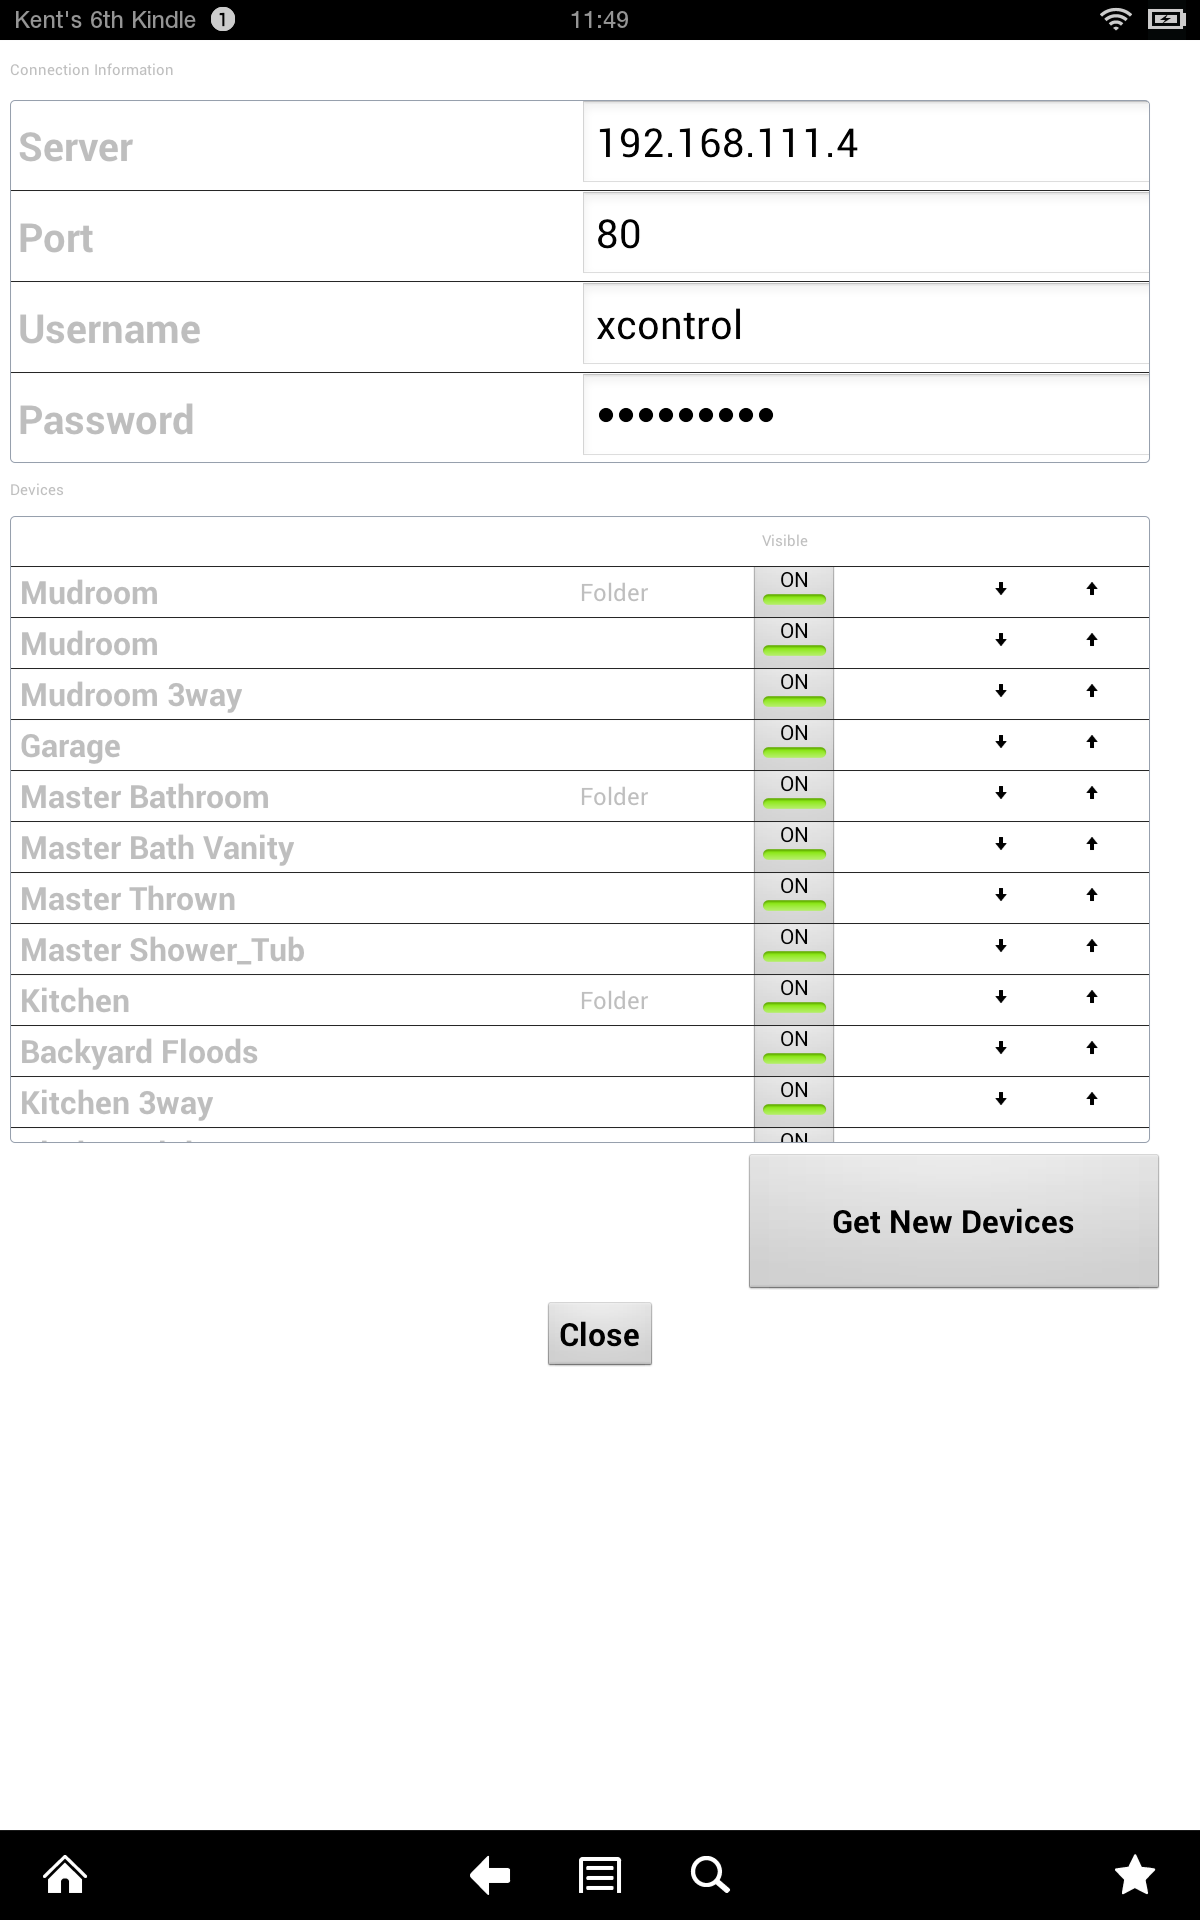 Kent's 6th Kindle 1 11:49
Connection Information
Server 192.168.111.4
Port 80
Username xcontrol
Password •••••••••
Devices
Visible
Mudroom Folder ON
Mudroom ON
Mudroom 3way ON
Garage ON
Master Bathroom Folder ON
Master Bath Vanity ON
Master Thrown ON
Master Shower_Tub ON
Kitchen Folder ON
Backyard Floods ON
Kitchen 3way ON
ON
Get New Devices
Close